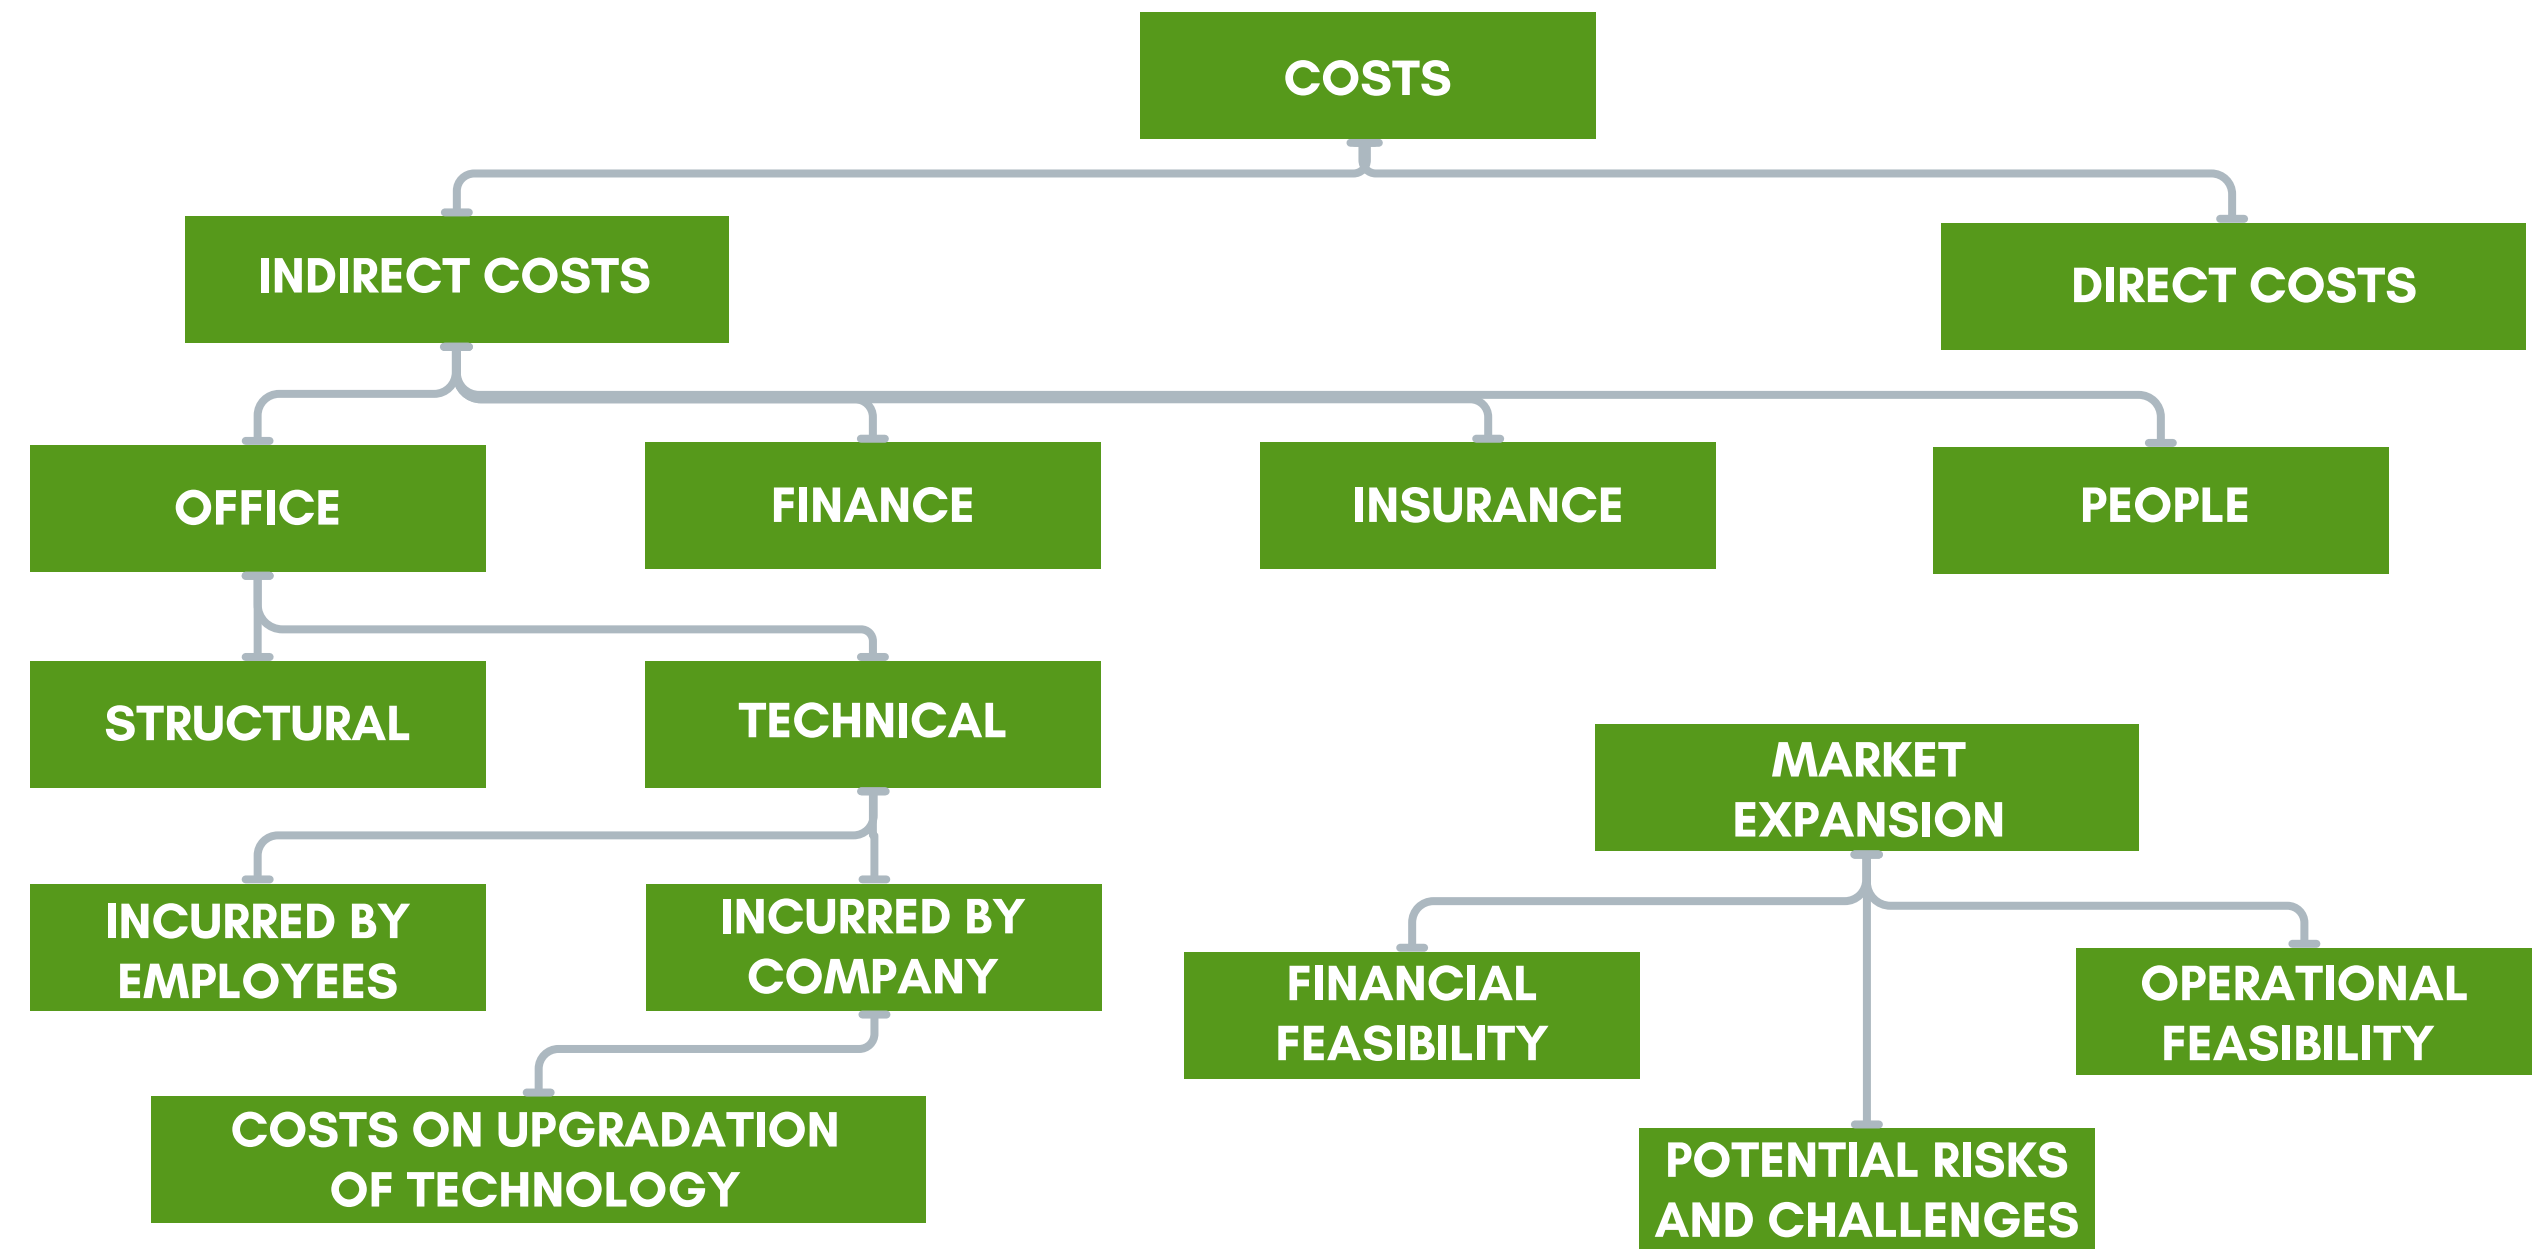 COSTS
INDIRECT COSTS
DIRECT COSTS
OFFICE
FINANCE
INSURANCE
PEOPLE
STRUCTURAL
TECHNICAL
MARKET
EXPANSION
INCURRED BY
EMPLOYEES
INCURRED BY
COMPANY
FINANCIAL
FEASIBILITY
OPERATIONAL
FEASIBILITY
COSTS ON UPGRADATION
OF TECHNOLOGY
POTENTIAL RISKS
AND CHALLENGES